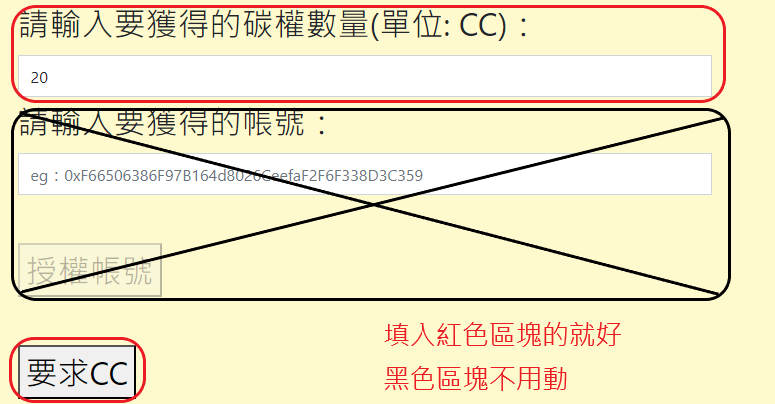 請輸入要獲得的碳權數量(單位: CC)：
20
請輸入要獲得的帳號：
eg：0xF66506386F97B164d8026CeefaF2F6F338D3C359
授權帳號
要求CC
填入紅色區塊的就好
黑色區塊不用動